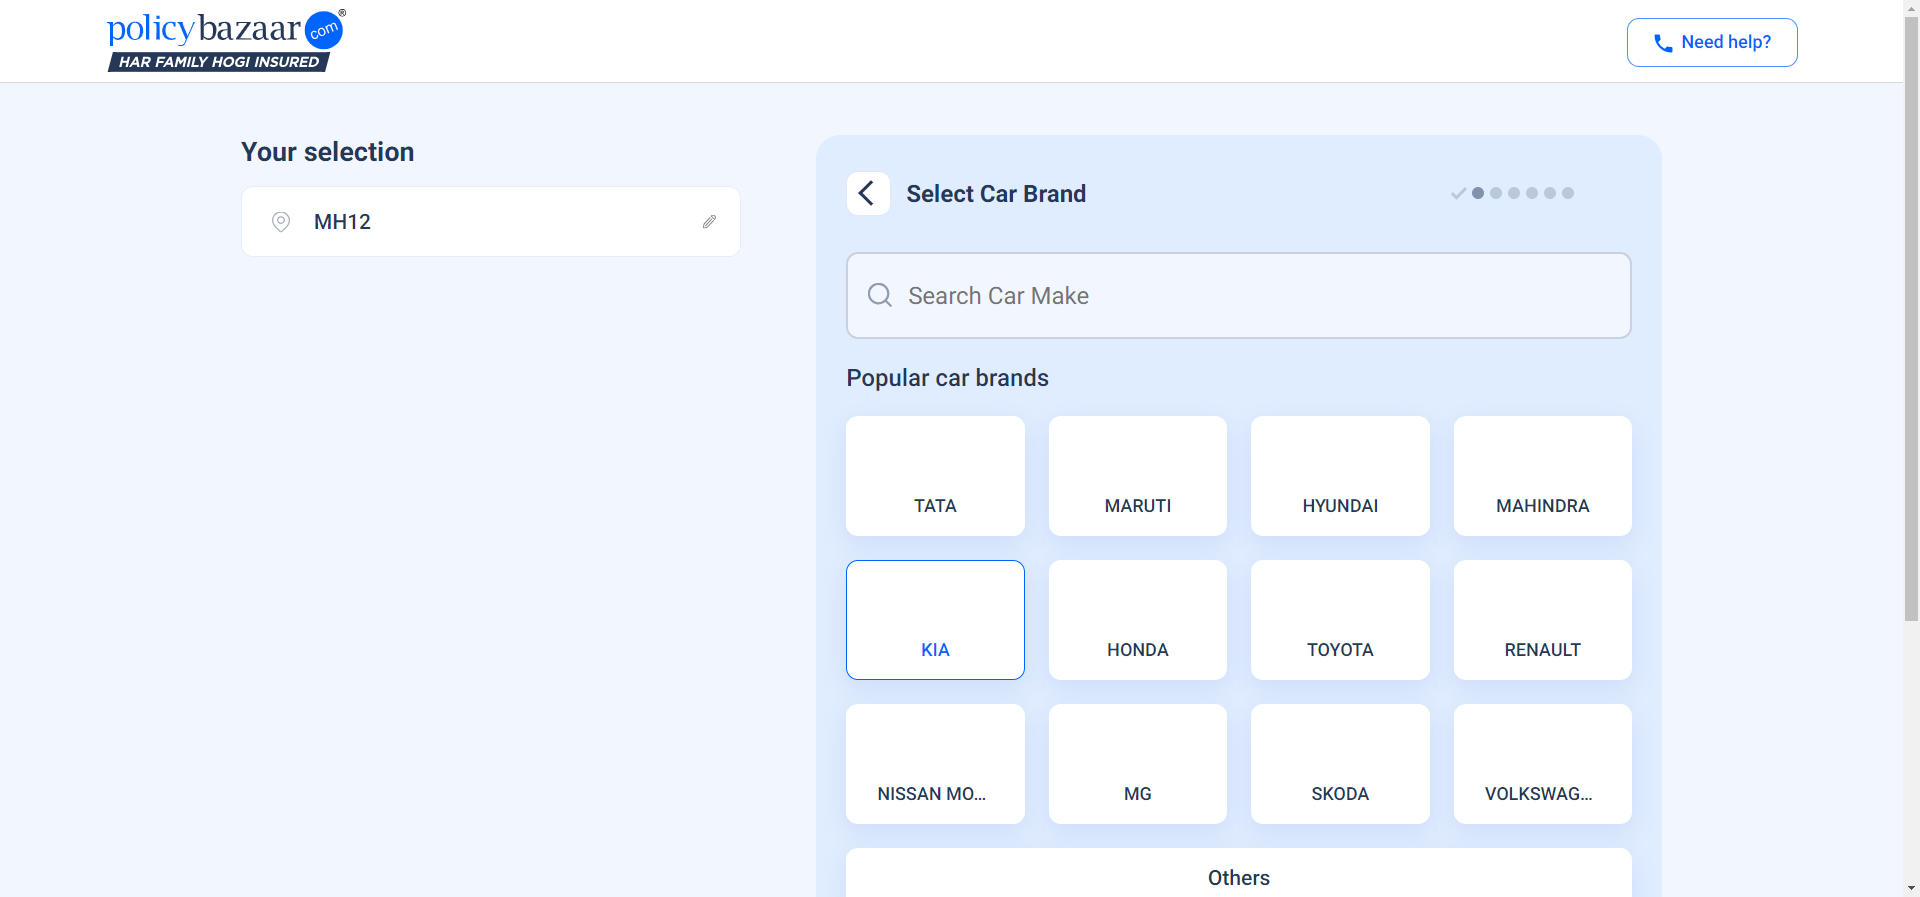 policybazaar com ®
HAR FAMILY HOGI INSURED
Need help?
Your selection
MH12
Select Car Brand
Search Car Make
Popular car brands
TATA
MARUTI
HYUNDAI
MAHINDRA
KIA
HONDA
TOYOTA
RENAULT
NISSAN MO...
MG
SKODA
VOLKSWAG...
Others